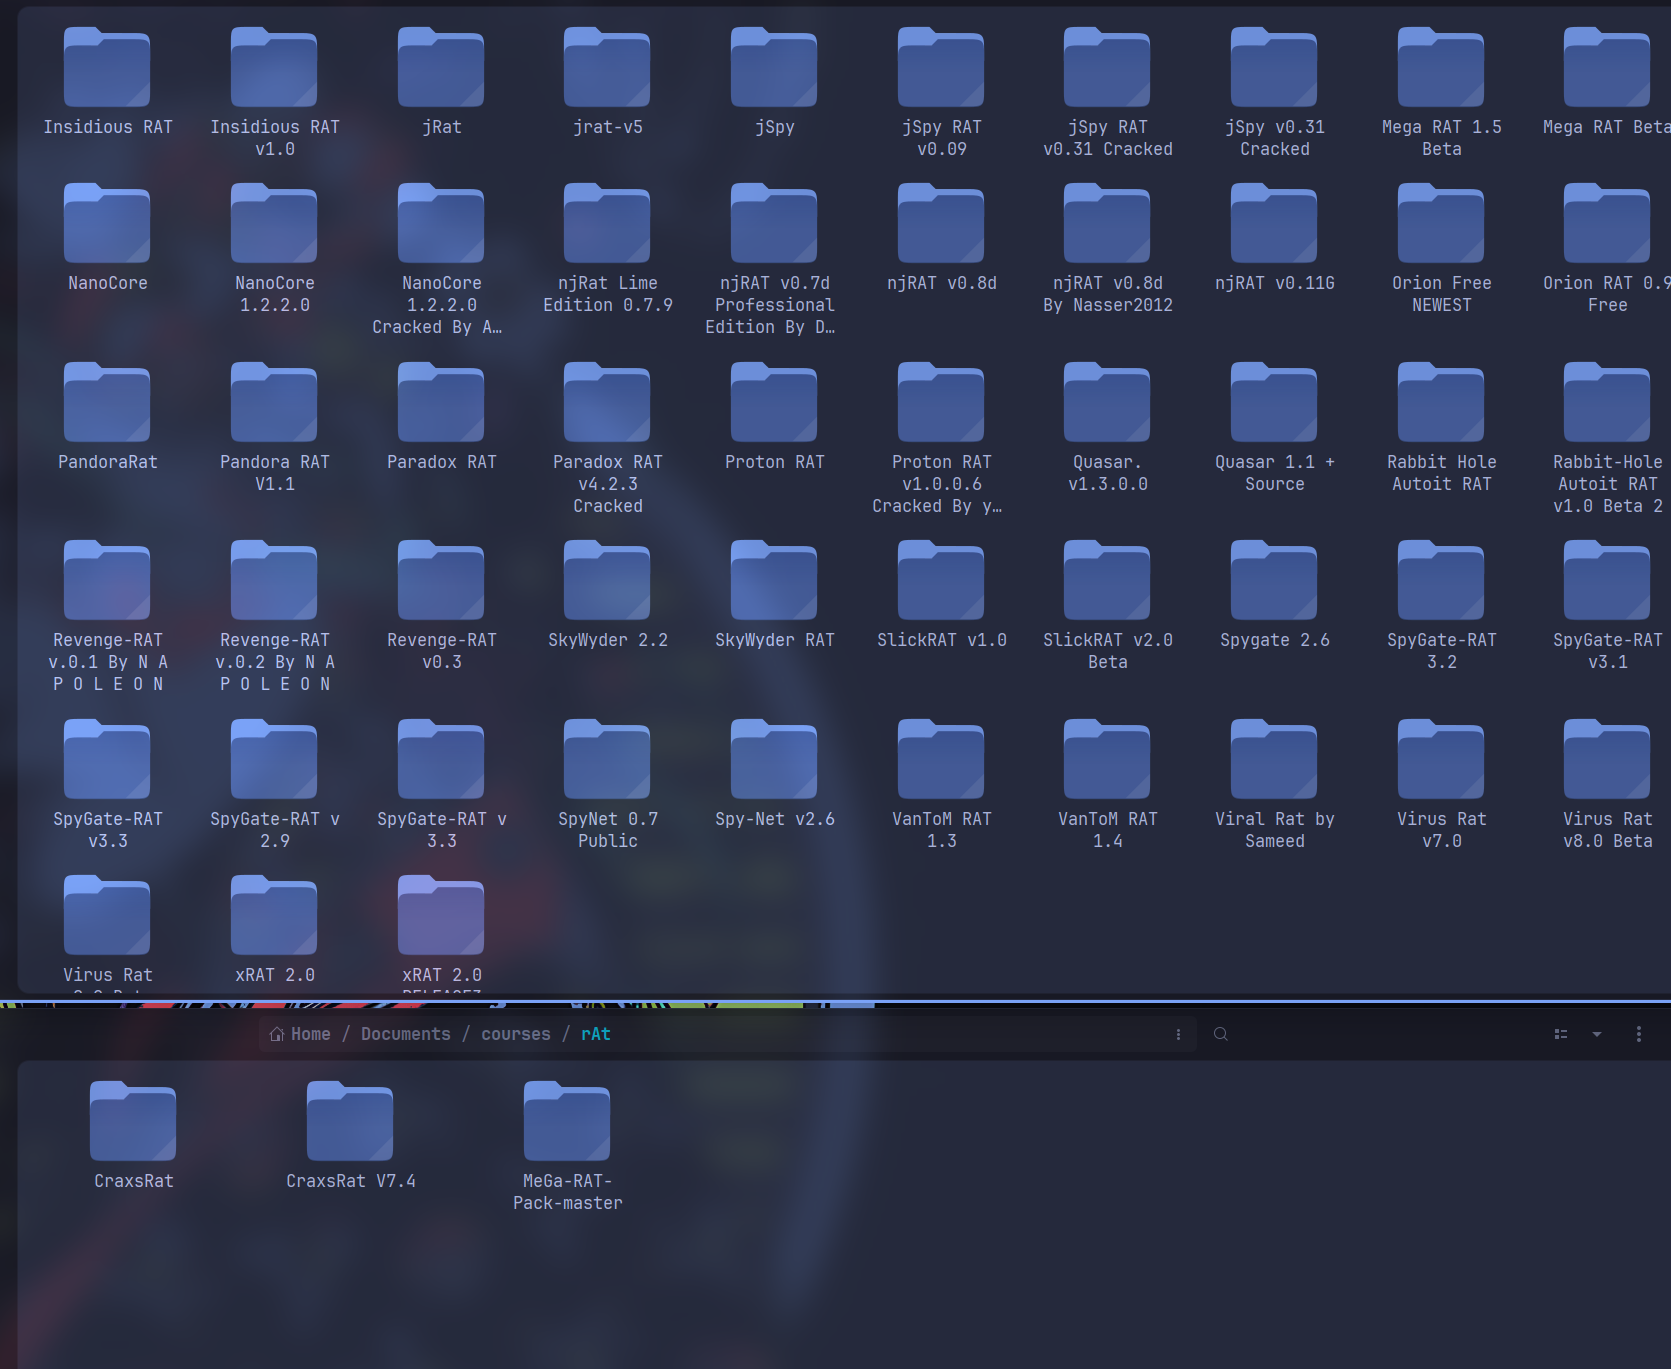 Insidious RAT
Insidious RAT
v1.0
jRat
jrat-v5
jSpy
jSpy RAT
v0.09
jSpy RAT
v0.31 Cracked
jSpy v0.31
Cracked
Mega RAT 1.5
Beta
Mega RAT Beta
NanoCore
NanoCore
1.2.2.0
NanoCore
1.2.2.0
Cracked By A…
njRat Lime
Edition 0.7.9
njRAT v0.7d
Professional
Edition By D…
njRAT v0.8d
njRAT v0.8d
By Nasser2012
njRAT v0.11G
Orion Free
NEWEST
Orion RAT 0.9
Free
PandoraRat
Pandora RAT
V1.1
Paradox RAT
Paradox RAT
v4.2.3
Cracked
Proton RAT
Proton RAT
v1.0.0.6
Cracked By y…
Quasar.
v1.3.0.0
Quasar 1.1 +
Source
Rabbit Hole
Autoit RAT
Rabbit-Hole
Autoit RAT
v1.0 Beta 2
Revenge-RAT
v.0.1 By N A
P O L E O N
Revenge-RAT
v.0.2 By N A
P O L E O N
Revenge-RAT
v0.3
SkyWyder 2.2
SkyWyder RAT
SlickRAT v1.0
SlickRAT v2.0
Beta
Spygate 2.6
SpyGate-RAT
3.2
SpyGate-RAT
v3.1
SpyGate-RAT
v3.3
SpyGate-RAT v
2.9
SpyGate-RAT v
3.3
SpyNet 0.7
Public
Spy-Net v2.6
VanToM RAT
1.3
VanToM RAT
1.4
Viral Rat by
Sameed
Virus Rat
v7.0
Virus Rat
v8.0 Beta
Virus Rat
xRAT 2.0
xRAT 2.0
Home / Documents / courses / rAt
CraxsRat
CraxsRat V7.4
MeGa-RAT-
Pack-master